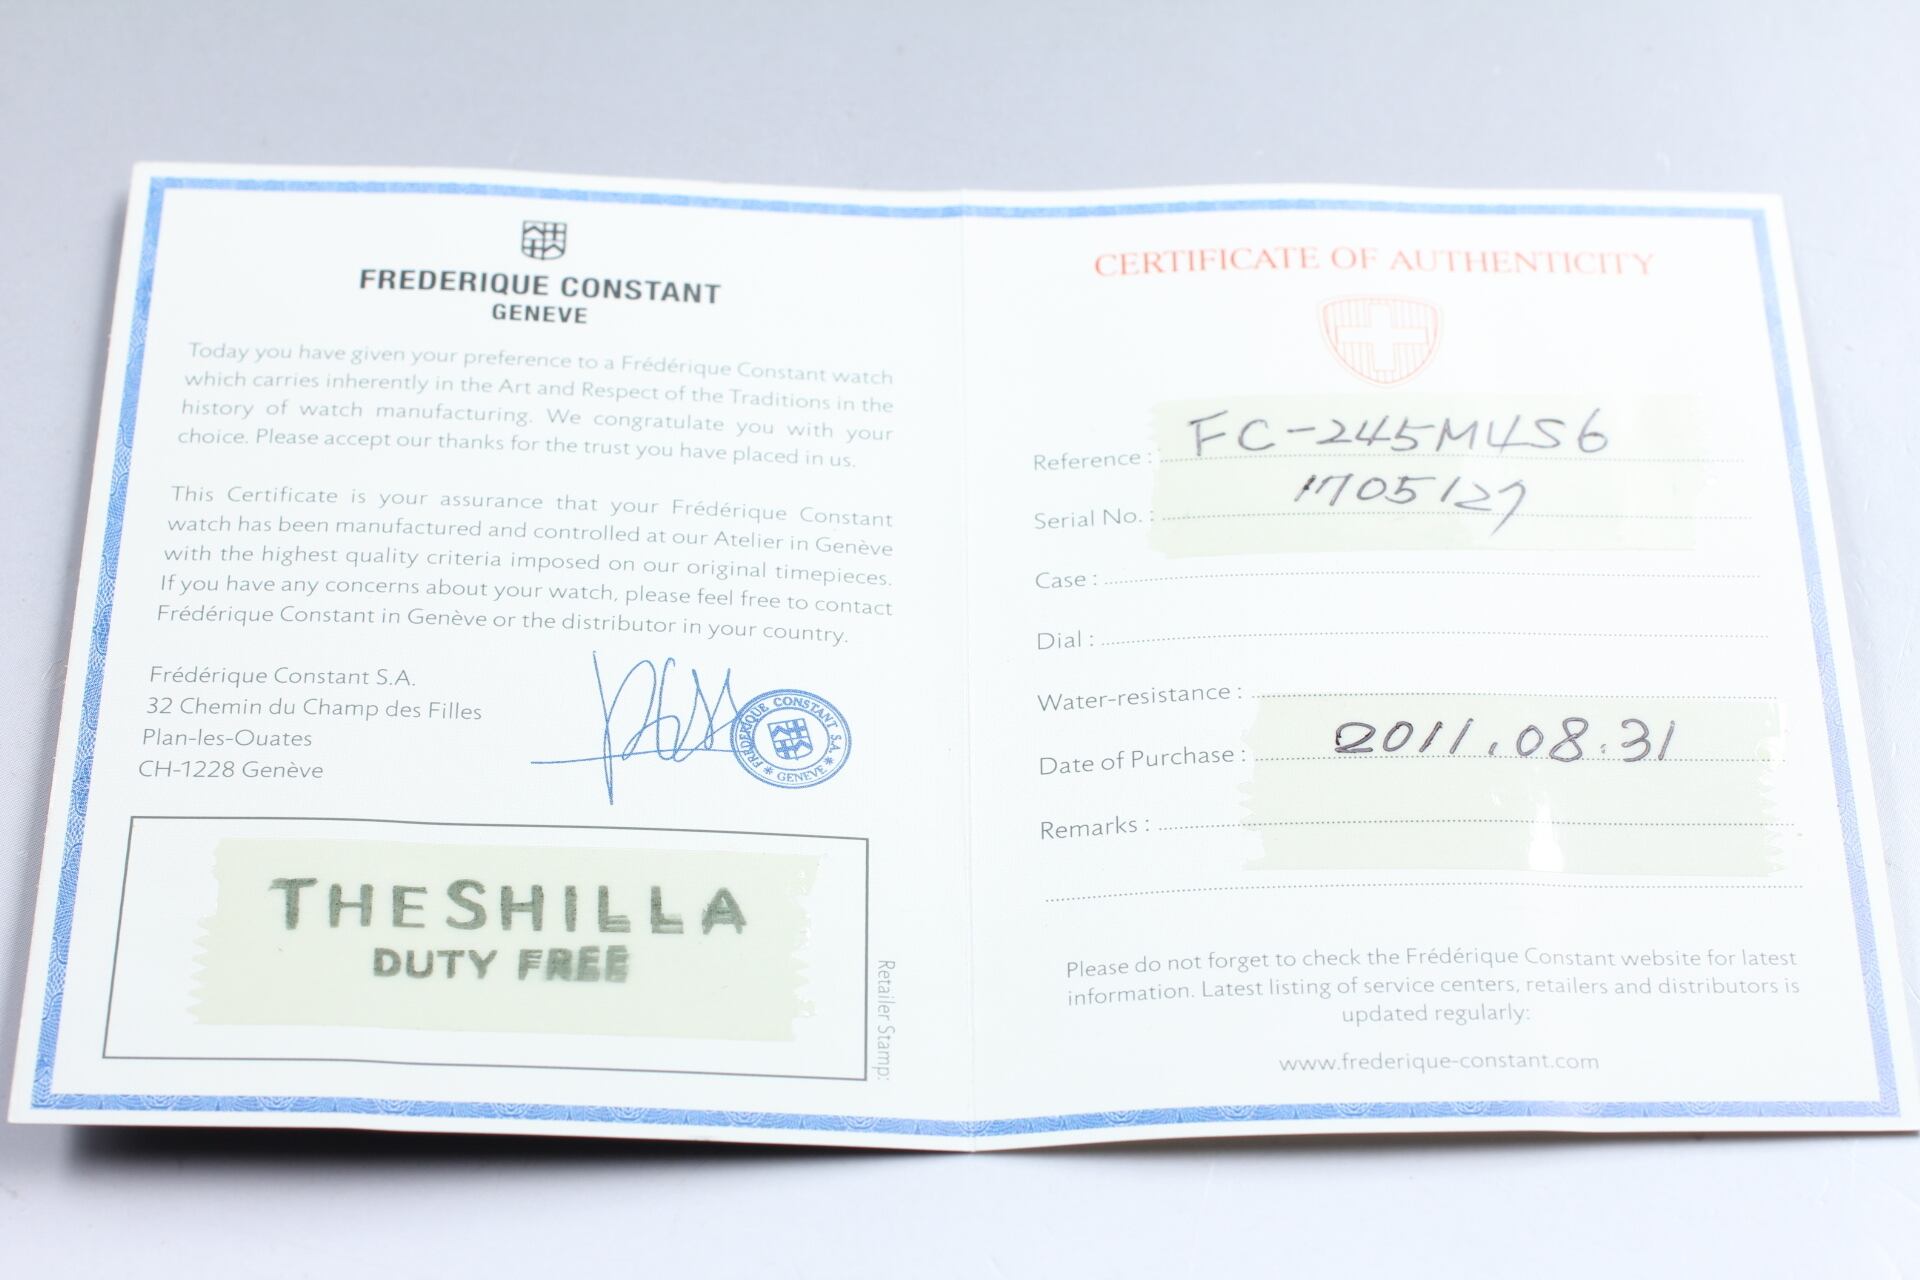 FREDERIQUE CONSTANT
GENEVE
Today you have given your preference to a Frédérique Constant watch
which carries inherently in the Art and Respect of the Traditions in the
history of watch manufacturing. We congratulate you with your
choice. Please accept our thanks for the trust you have placed in us.
This Certificate is your assurance that your Frédérique Constant
watch has been manufactured and controlled at our Atelier in Genève
with the highest quality criteria imposed on our original timepieces.
If you have any concerns about your watch, please feel free to contact
Frédérique Constant in Genève or the distributor in your country.
Frédérique Constant S.A.
32 Chemin du Champ des Filles
Plan-les-Ouates
CH-1228 Genève
FREDERIQUE CONSTANT S.A.
GENEVE
THE SHILLA
DUTY FREE
Retailer Stamp:
CERTIFICATE OF AUTHENTICITY
Reference : FC-245M4S6
Serial No. : 1705127
Case :
Dial :
Water-resistance :
Date of Purchase : 2011.08.31
Remarks :
Please do not forget to check the Frédérique Constant website for latest
information. Latest listing of service centers, retailers and distributors is
updated regularly:
www.frederique-constant.com